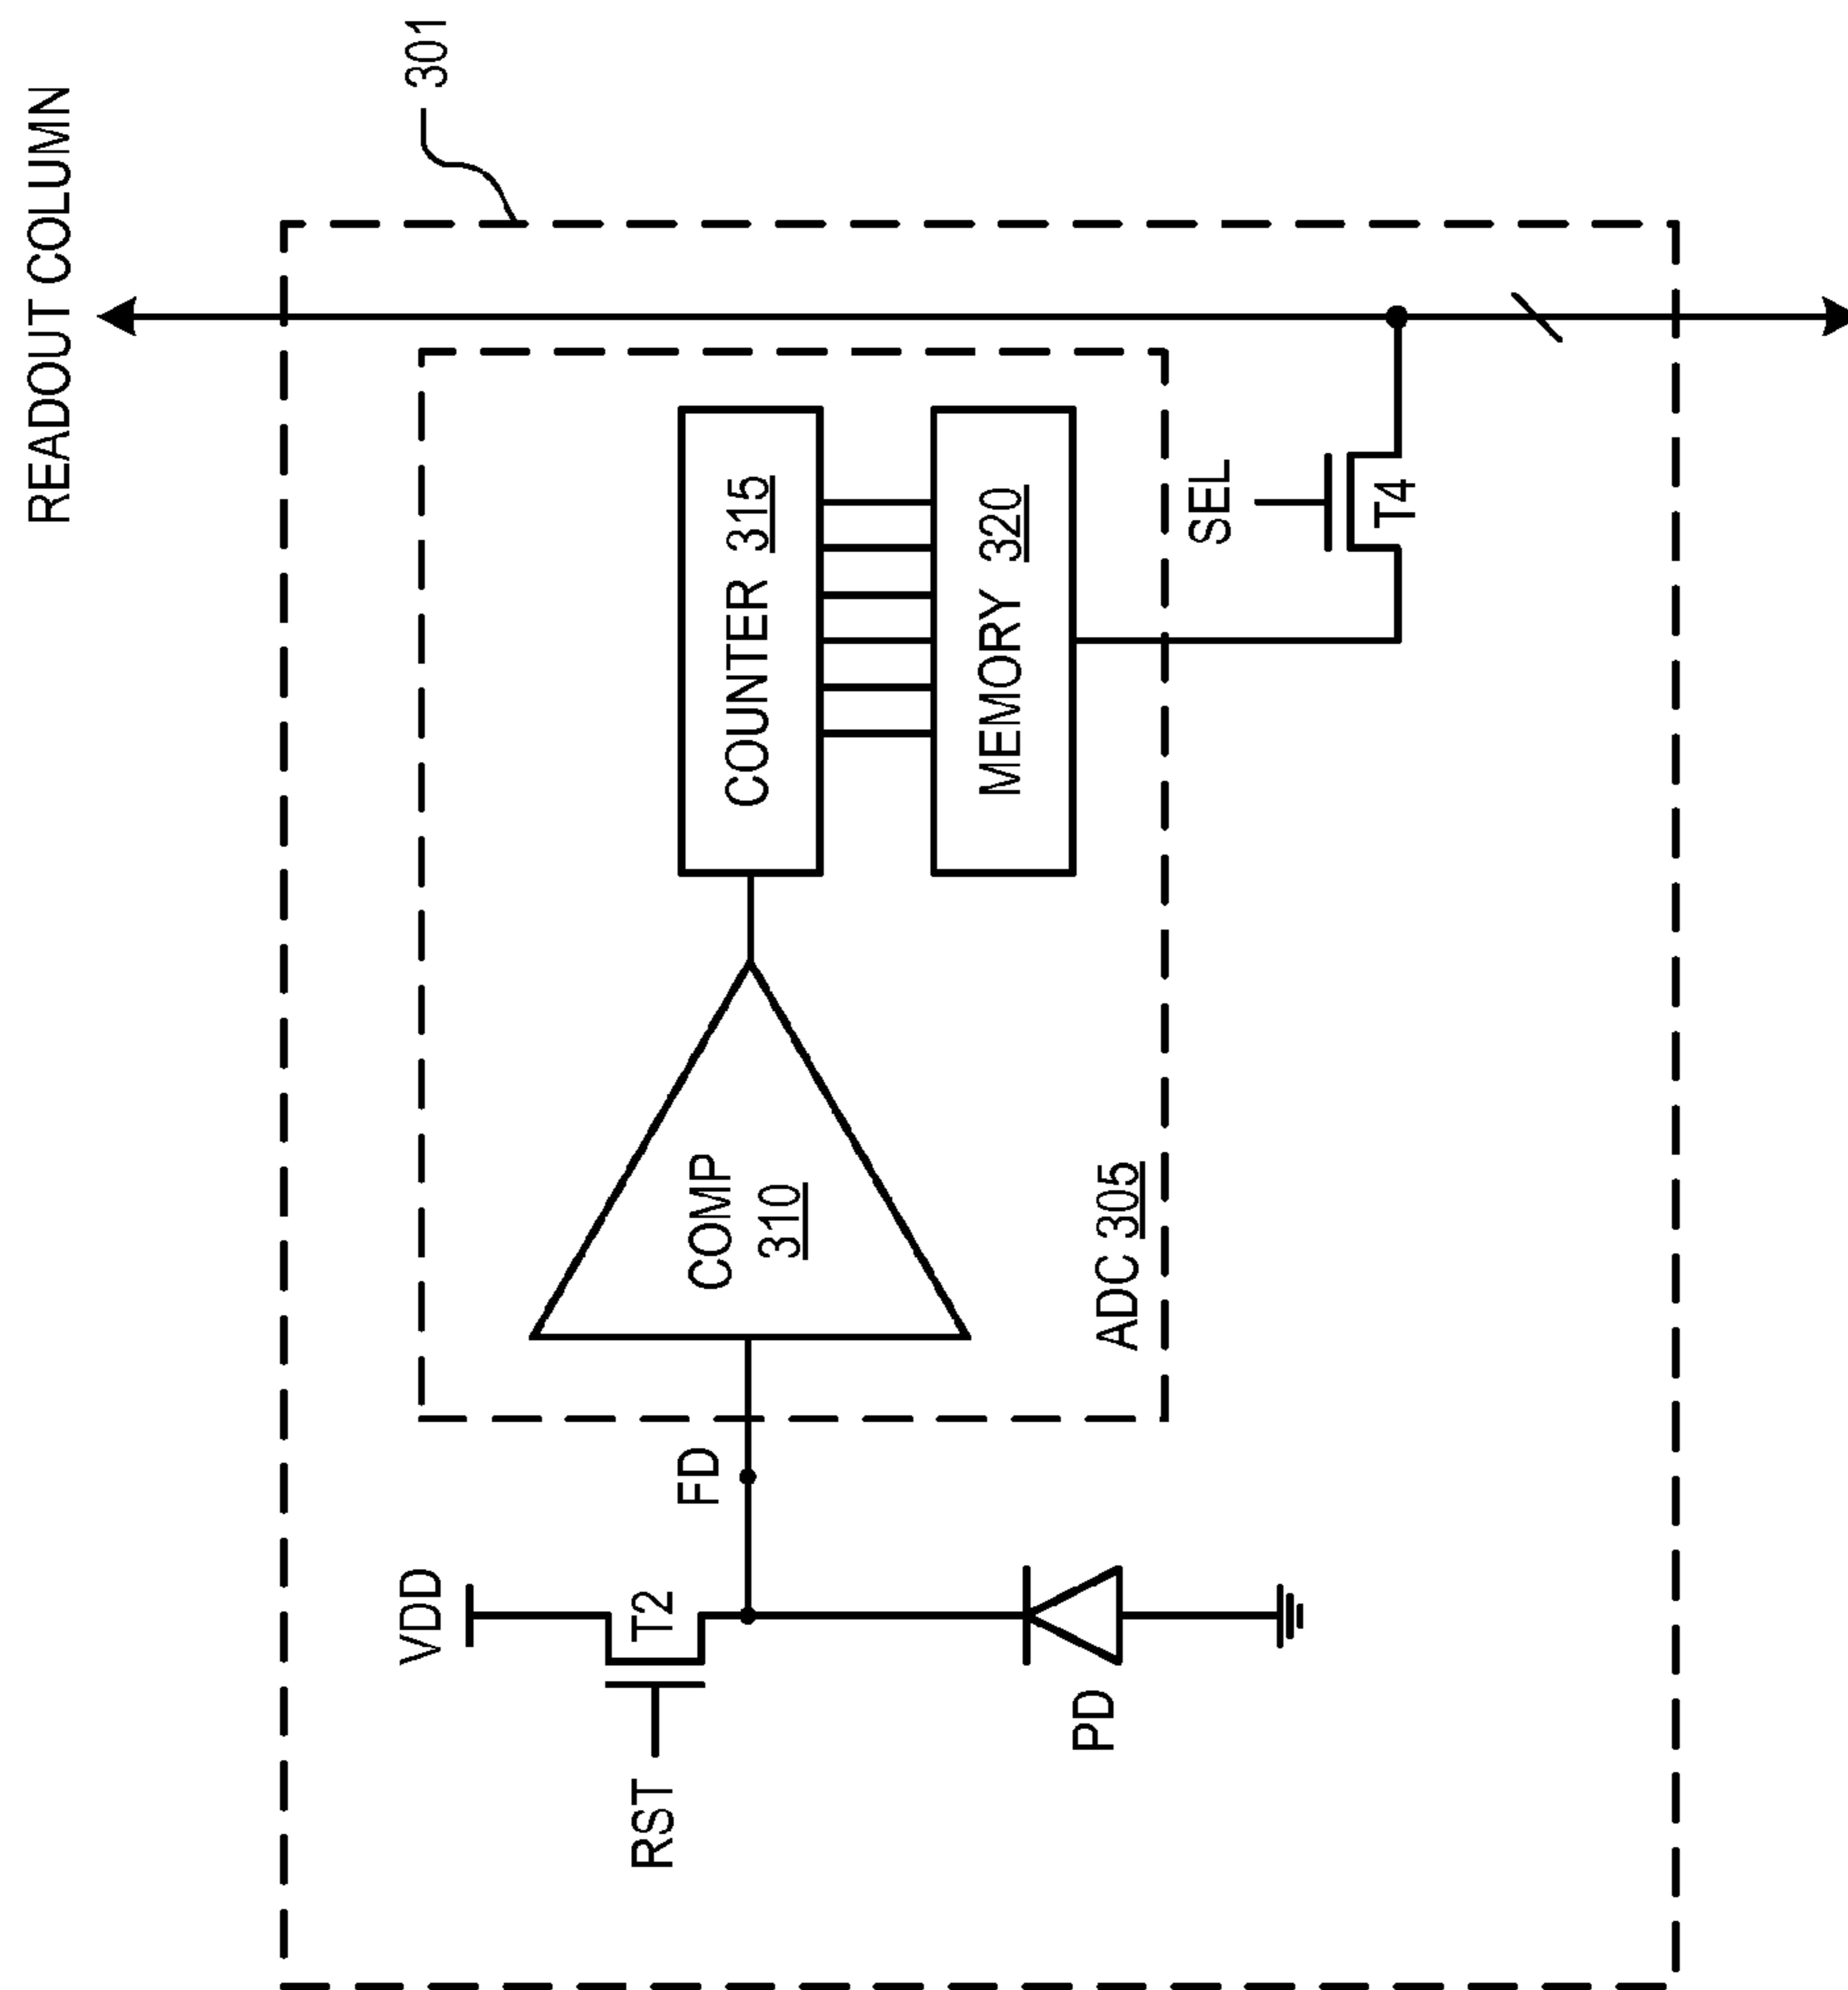 READOUT COLUMN
301
COUNTER 315
MEMORY 320
SEL
T4
COMP
310
ADC 305
FD
VDD
T2
RST
PD